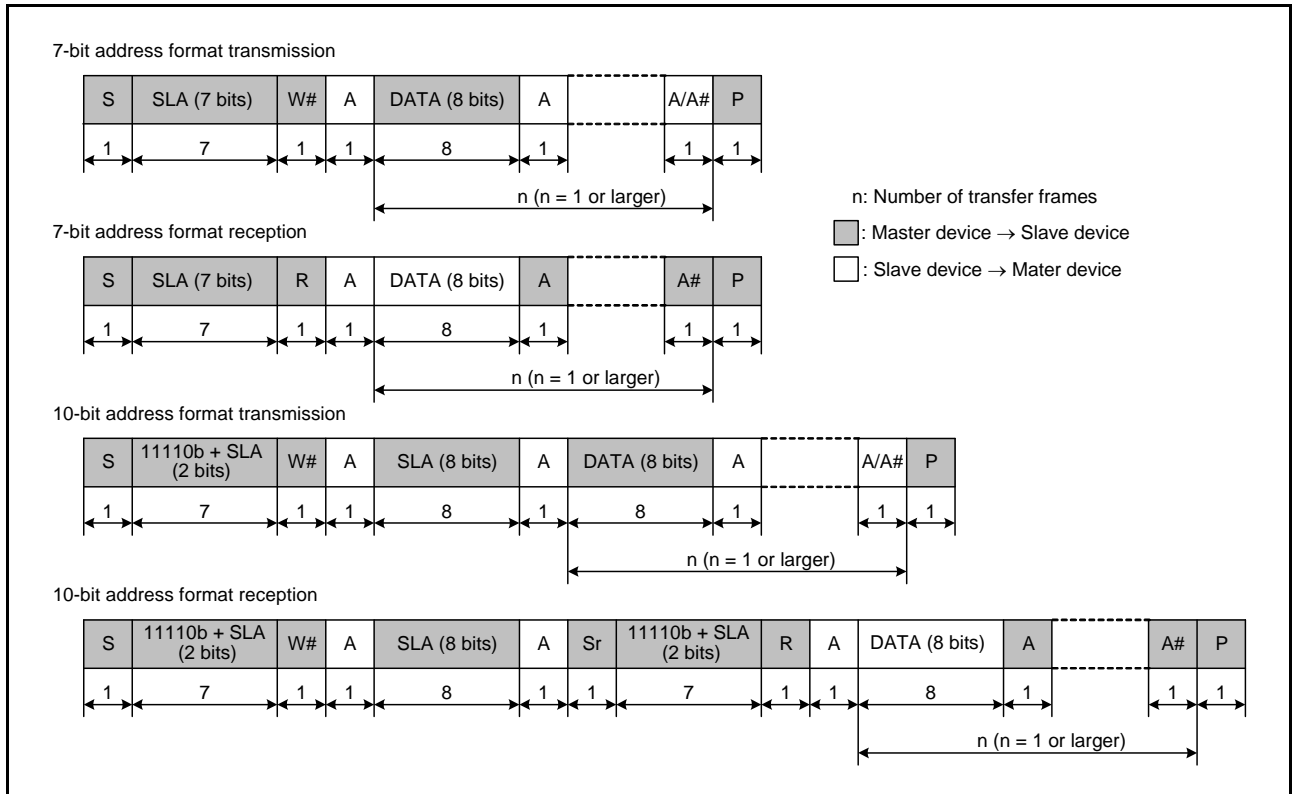 7-bit address format transmission
S SLA (7 bits) W# A DATA (8 bits) A A/A# P
1 7 1 1 8 1 1 1
n (n = 1 or larger)
n: Number of transfer frames
: Master device → Slave device
: Slave device → Mater device
7-bit address format reception
S SLA (7 bits) R A DATA (8 bits) A A# P
1 7 1 1 8 1 1 1
n (n = 1 or larger)
10-bit address format transmission
S 11110b + SLA (2 bits) W# A SLA (8 bits) A DATA (8 bits) A A/A# P
1 7 1 1 8 1 8 1 1 1
n (n = 1 or larger)
10-bit address format reception
S 11110b + SLA (2 bits) W# A SLA (8 bits) A Sr 11110b + SLA (2 bits) R A DATA (8 bits) A A# P
1 7 1 1 8 1 1 7 1 1 8 1 1 1
n (n = 1 or larger)